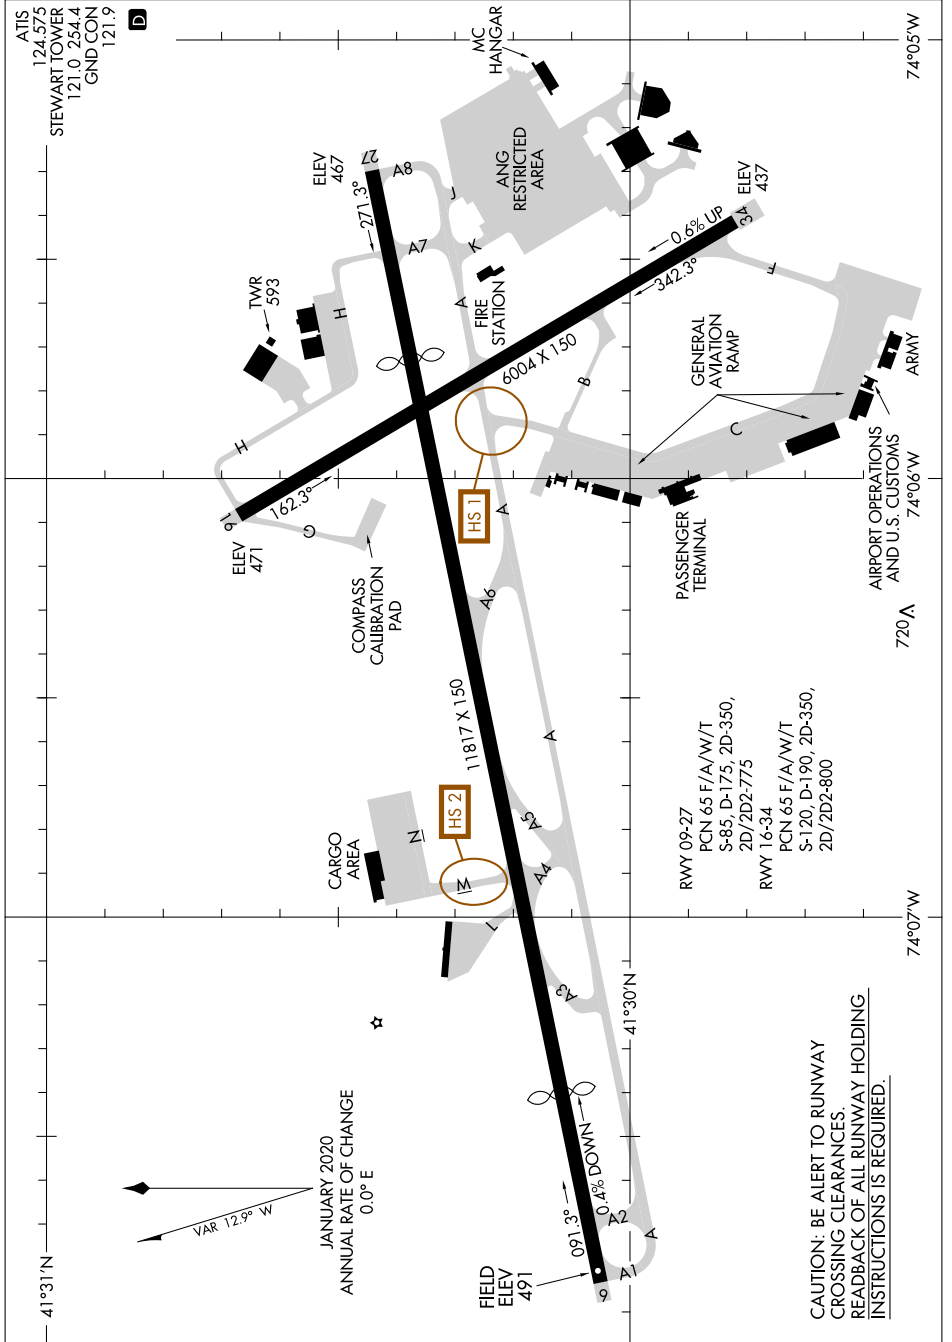 ATIS
124.575
STEWART TOWER
121.0 254.4
GND CON
121.9
D
41°31'N
VAR 12.9° W
JANUARY 2020
ANNUAL RATE OF CHANGE
0.0° E
FIELD
ELEV
491
9
091.3°
0.4% DOWN
A1
A2
A
A3
L
CARGO
AREA
N
W
HS 2
A4
A5
A
11817 X 150
A6
A
HS 1
COMPASS
CALIBRATION
PAD
G
ELEV
471
16
162.3°
H
H
TWR
593
ELEV
467
27
271.3°
A8
A7
J
K
A
FIRE
STATION
ANG
RESTRICTED
AREA
MC
HANGAR
6004 X 150
B
342.3°
0.6% UP
34
ELEV
437
F
GENERAL
AVIATION
RAMP
C
PASSENGER
TERMINAL
ARMY
AIRPORT OPERATIONS
AND U.S. CUSTOMS
720
RWY 09-27
PCN 65 F/A/W/T
S-85, D-175, 2D-350,
2D/2D2-775
RWY 16-34
PCN 65 F/A/W/T
S-120, D-190, 2D-350,
2D/2D2-800
41°30'N
74°07'W
74°06'W
74°05'W
CAUTION: BE ALERT TO RUNWAY
CROSSING CLEARANCES.
READBACK OF ALL RUNWAY HOLDING
INSTRUCTIONS IS REQUIRED.